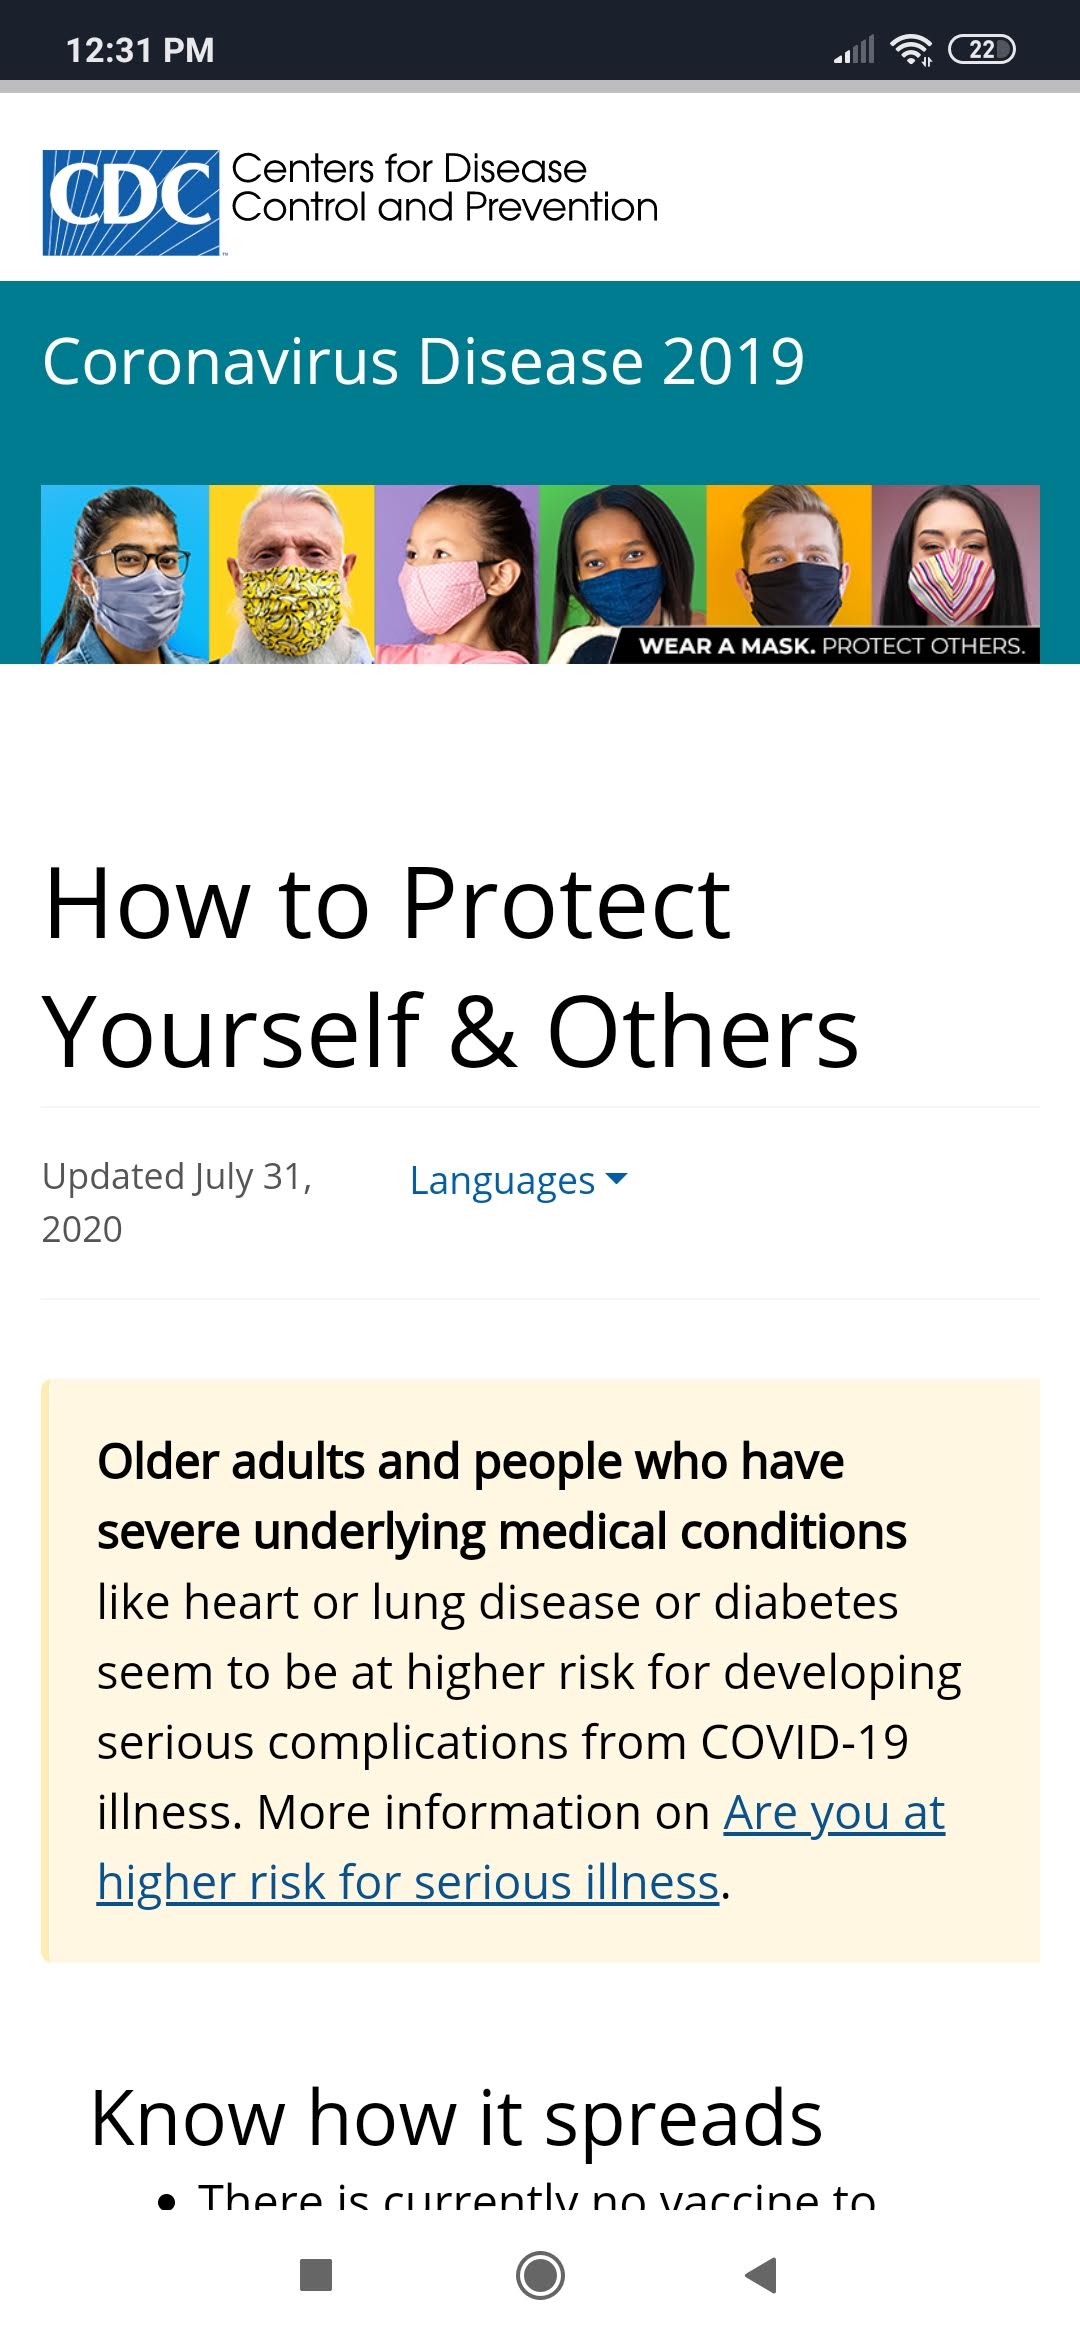 12:31 PM
22
CDC
Centers for Disease
Control and Prevention
Coronavirus Disease 2019
WEAR A MASK. PROTECT OTHERS.
How to Protect
Yourself & Others
Updated July 31,
2020
Languages
Older adults and people who have
severe underlying medical conditions
like heart or lung disease or diabetes
seem to be at higher risk for developing
serious complications from COVID-19
illness. More information on Are you at
higher risk for serious illness.
Know how it spreads
• There is currently no vaccine to